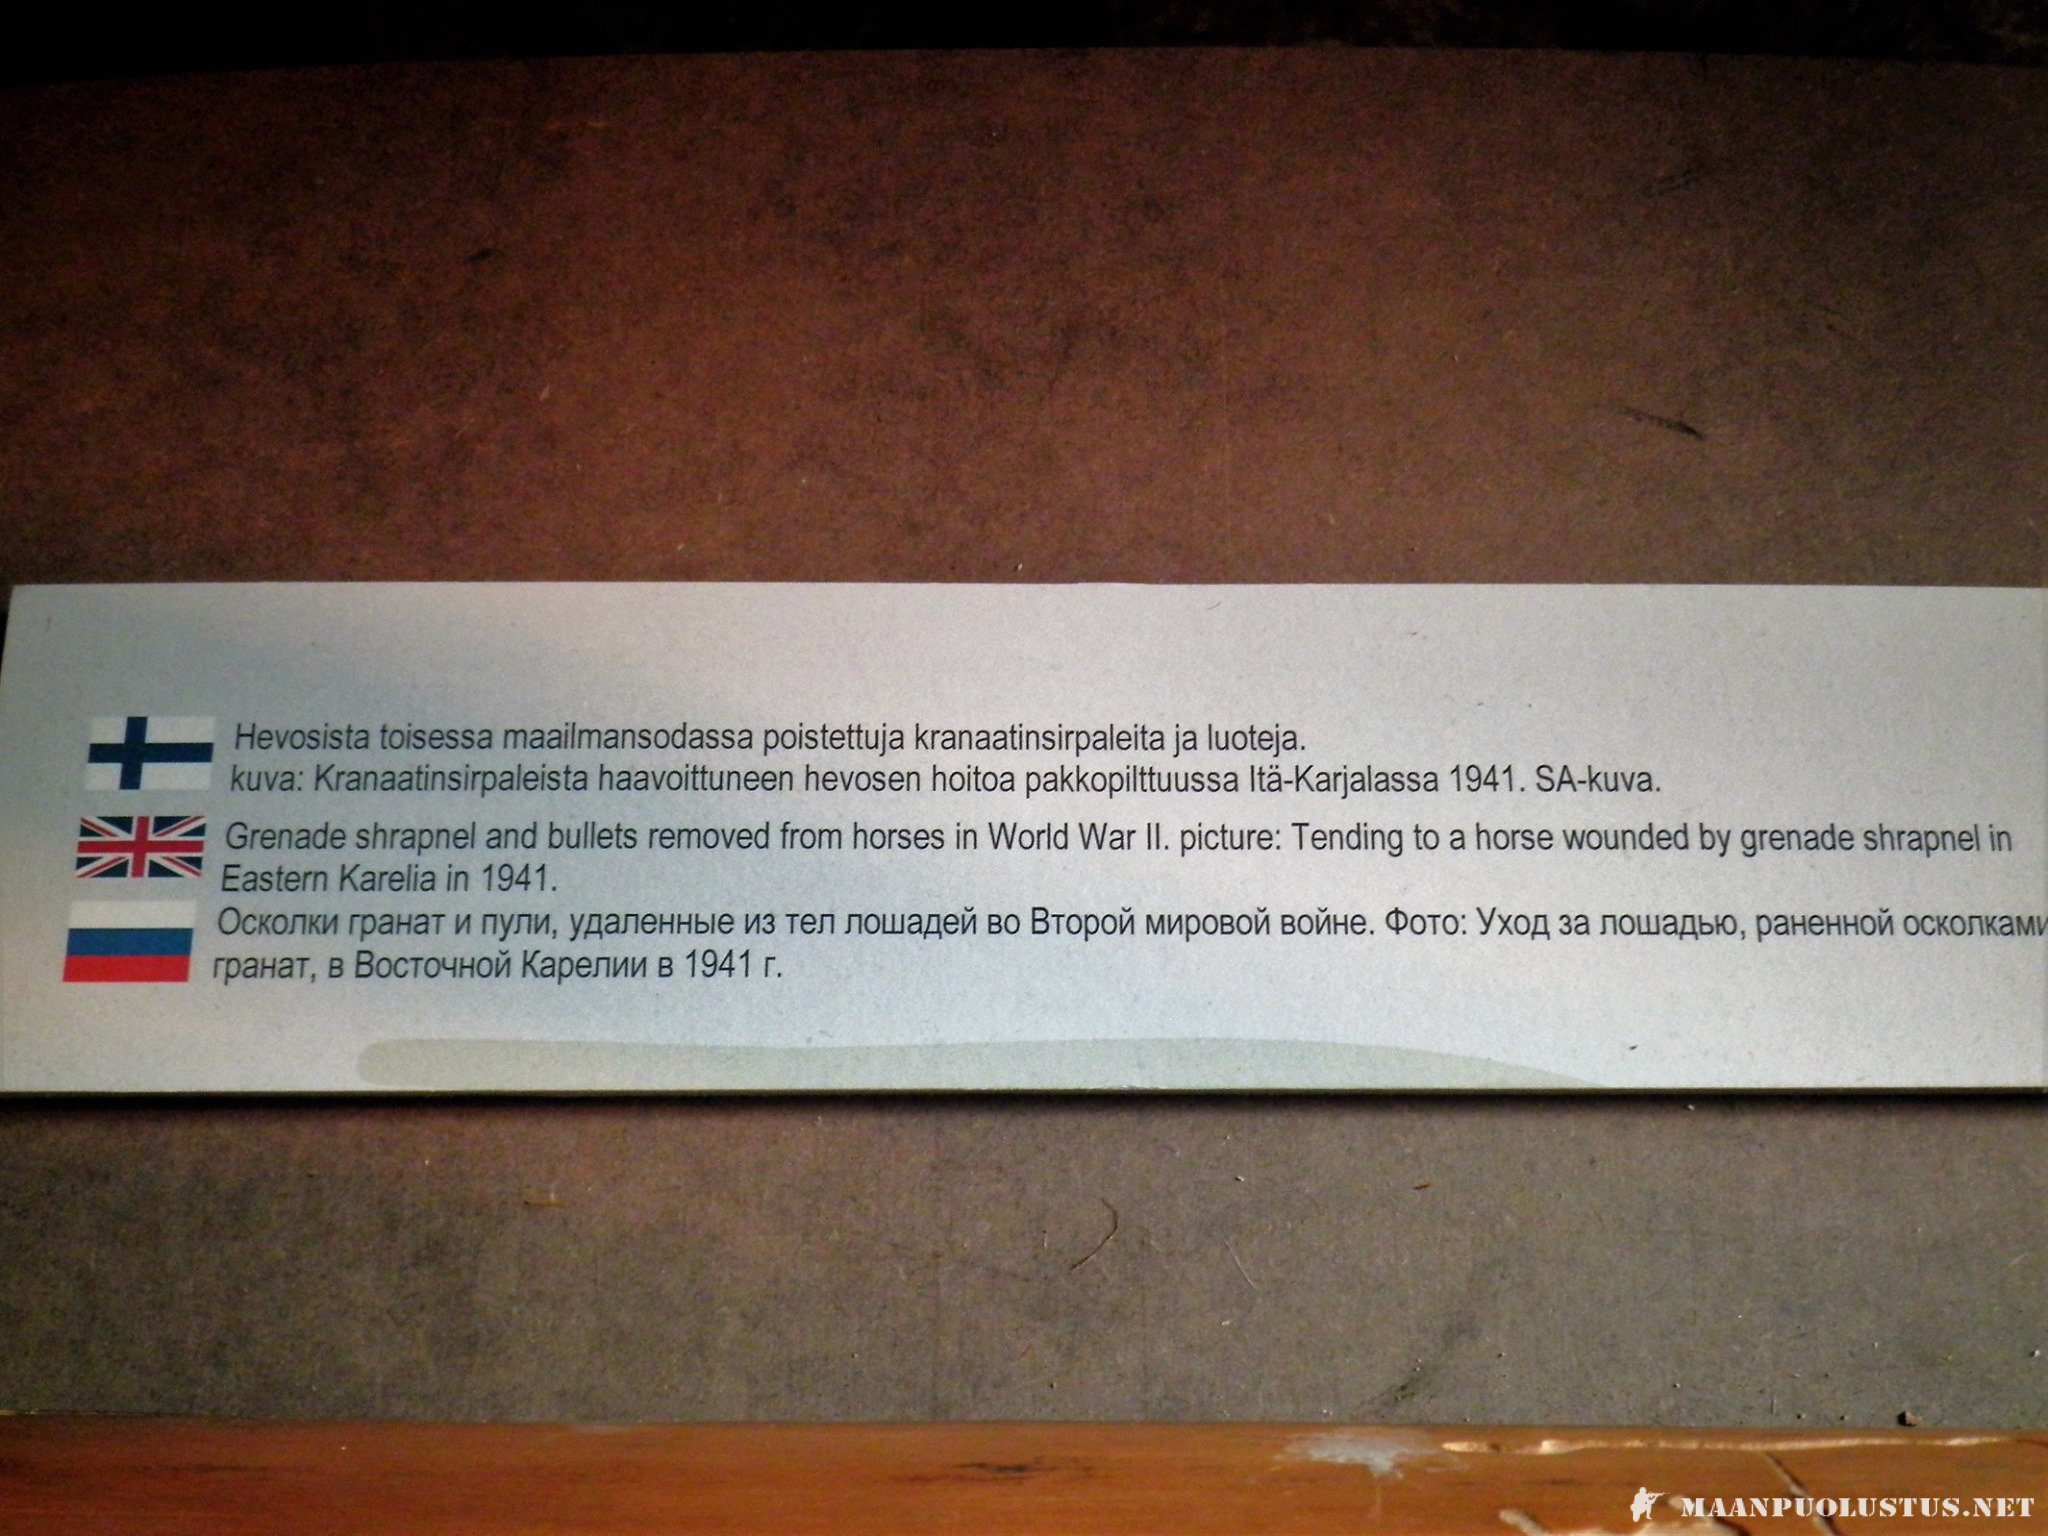 Hevosista toisessa maailmansodassa poistettuja kranaatinsirpaleita ja luoteja.
kuva: Kranaatinsirpaleista haavoittuneen hevosen hoitoa pakkopilttuussa Itä-Karjalassa 1941. SA-kuva.
Grenade shrapnel and bullets removed from horses in World War II. picture: Tending to a horse wounded by grenade shrapnel in
Eastern Karelia in 1941.
Осколки гранат и пули, удаленные из тел лошадей во Второй мировой войне. Фото: Уход за лошадью, раненной осколками
гранат, в Восточной Карелии в 1941 г.
MAANPUOLUSTUS.NET